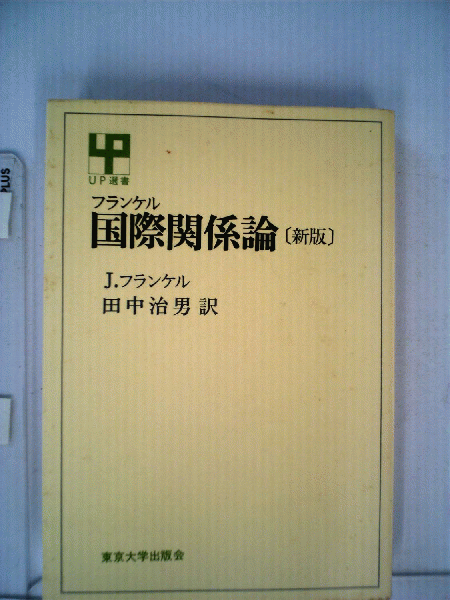 UP選書
フランケル
国際関係論〔新版〕
J.フランケル
田中治男訳
東京大学出版会
PLUS